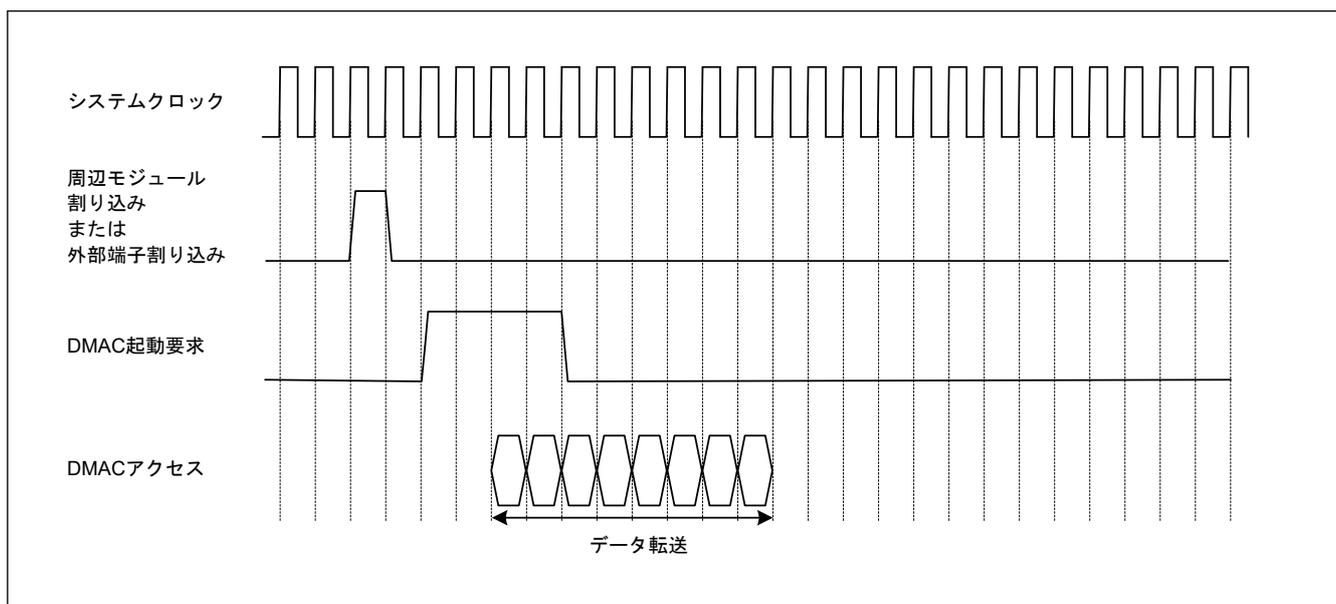 システムクロック
周辺モジュール
割り込み
または
外部端子割り込み
DMAC起動要求
DMACアクセス
データ転送